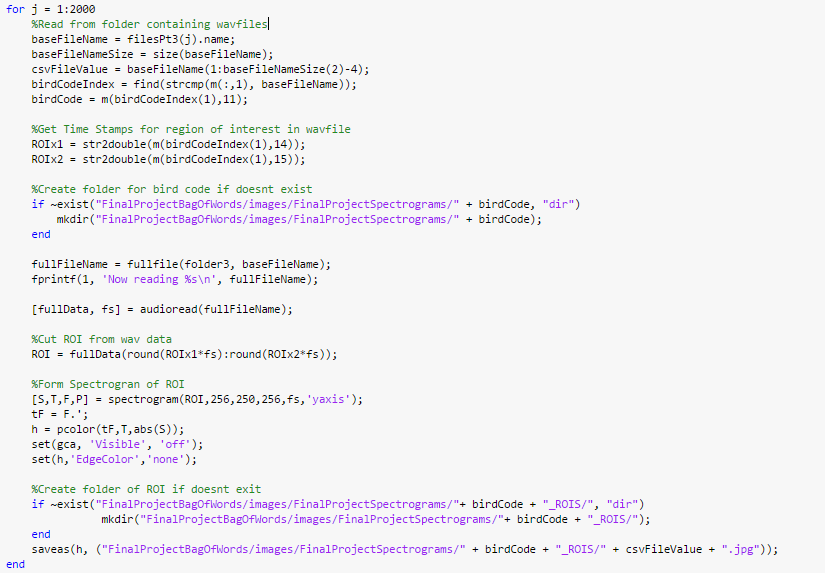 for j = 1:2000
%Read from folder containing wavfiles
baseFileName = filesPt3(j).name;
baseFileNameSize = size(baseFileName);
csvFileValue = baseFileName(1:baseFileNameSize(2)-4);
birdCodeIndex = find(strcmp(m(:,1), baseFileName));
birdCode = m(birdCodeIndex(1),11);
%Get Time Stamps for region of interest in wavfile
ROIx1 = str2double(m(birdCodeIndex(1),14));
ROIx2 = str2double(m(birdCodeIndex(1),15));
%Create folder for bird code if doesnt exist
if ~exist("FinalProjectBagOfWords/images/FinalProjectSpectrograms/" + birdCode, "dir")
mkdir("FinalProjectBagOfWords/images/FinalProjectSpectrograms/" + birdCode);
end
fullFileName = fullfile(folder3, baseFileName);
fprintf(1, 'Now reading %s\n', fullFileName);
[fullData, fs] = audioread(fullFileName);
%Cut ROI from wav data
ROI = fullData(round(ROIx1*fs):round(ROIx2*fs));
%Form Spectrogran of ROI
[S,T,F,P] = spectrogram(ROI,256,250,256,fs,'yaxis');
tF = F.';
h = pcolor(tF,T,abs(S));
set(gca, 'Visible', 'off');
set(h,'EdgeColor','none');
%Create folder of ROI if doesnt exit
if ~exist("FinalProjectBagOfWords/images/FinalProjectSpectrograms/"+ birdCode + "_ROIS/", "dir")
mkdir("FinalProjectBagOfWords/images/FinalProjectSpectrograms/"+ birdCode + "_ROIS/");
end
saveas(h, ("FinalProjectBagOfWords/images/FinalProjectSpectrograms/" + birdCode + "_ROIS/" + csvFileValue + ".jpg"));
end